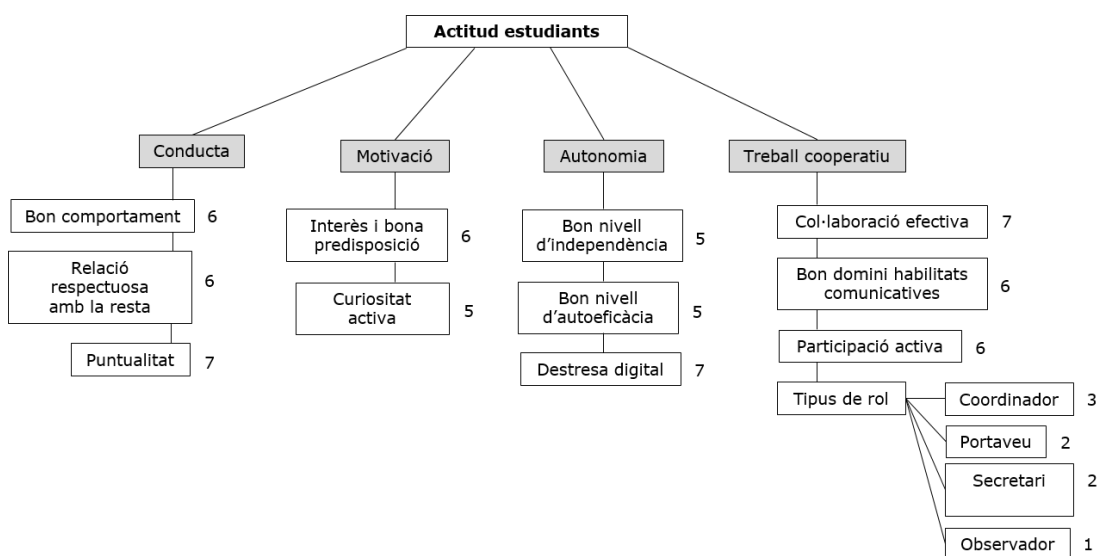 Actitud estudiants
Conducta
Bon comportament 6
Relació
respectuosa
amb la resta
6
Puntualitat 7
Motivació
Interès i bona
predisposició
6
Curiositat
activa
5
Autonomia
Bon nivell
d’independència
5
Bon nivell
d’autoeficàcia
5
Destresa digital 7
Treball cooperatiu
Col·laboració efectiva 7
Bon domini habilitats
comunicatives
6
Participació activa 6
Tipus de rol
Coordinador 3
Portaveu 2
Secretari 2
Observador 1